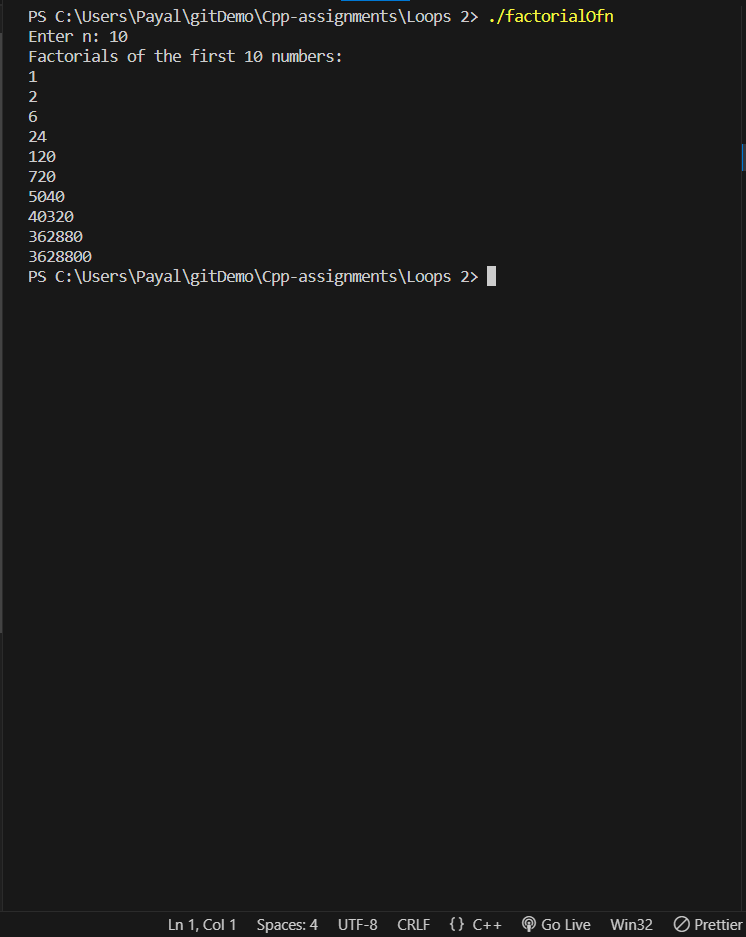 PS C:\Users\Payal\gitDemo\Cpp-assignments\Loops 2> ./factorialOfn
Enter n: 10
Factorials of the first 10 numbers:
1
2
6
24
120
720
5040
40320
362880
3628800
PS C:\Users\Payal\gitDemo\Cpp-assignments\Loops 2>
Ln 1, Col 1 Spaces: 4 UTF-8 CRLF {} C++ Go Live Win32 Prettier